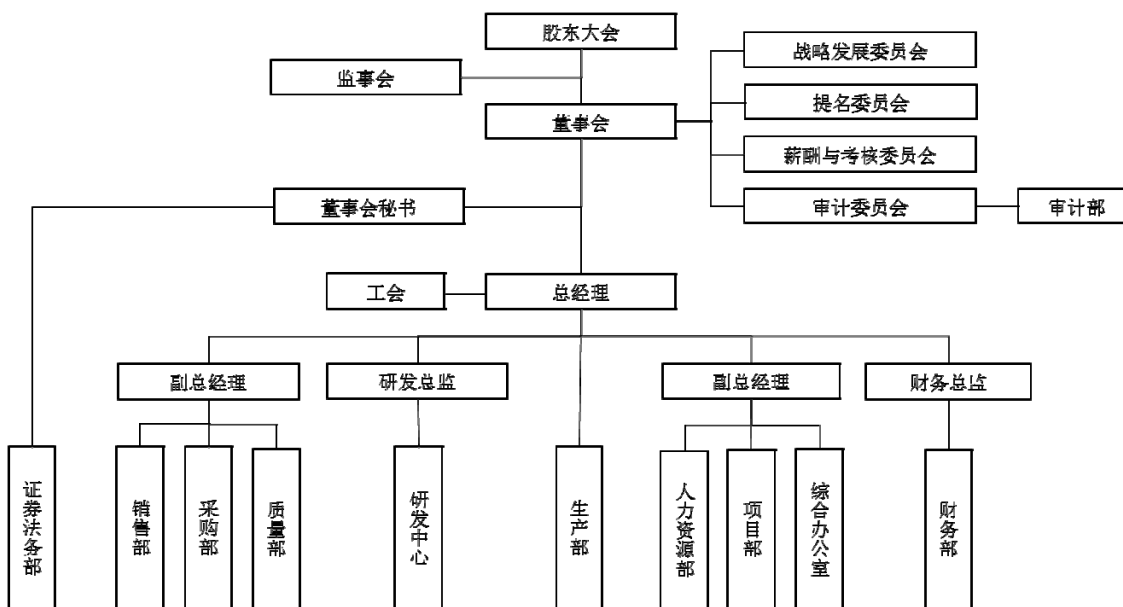 股东大会
监事会
董事会
战略发展委员会
提名委员会
薪酬与考核委员会
审计委员会
审计部
董事会秘书
工会
总经理
副总经理
研发总监
副总经理
财务总监
证券法务部
销售部
采购部
质量部
研发中心
生产部
人力资源部
项目部
综合办公室
财务部